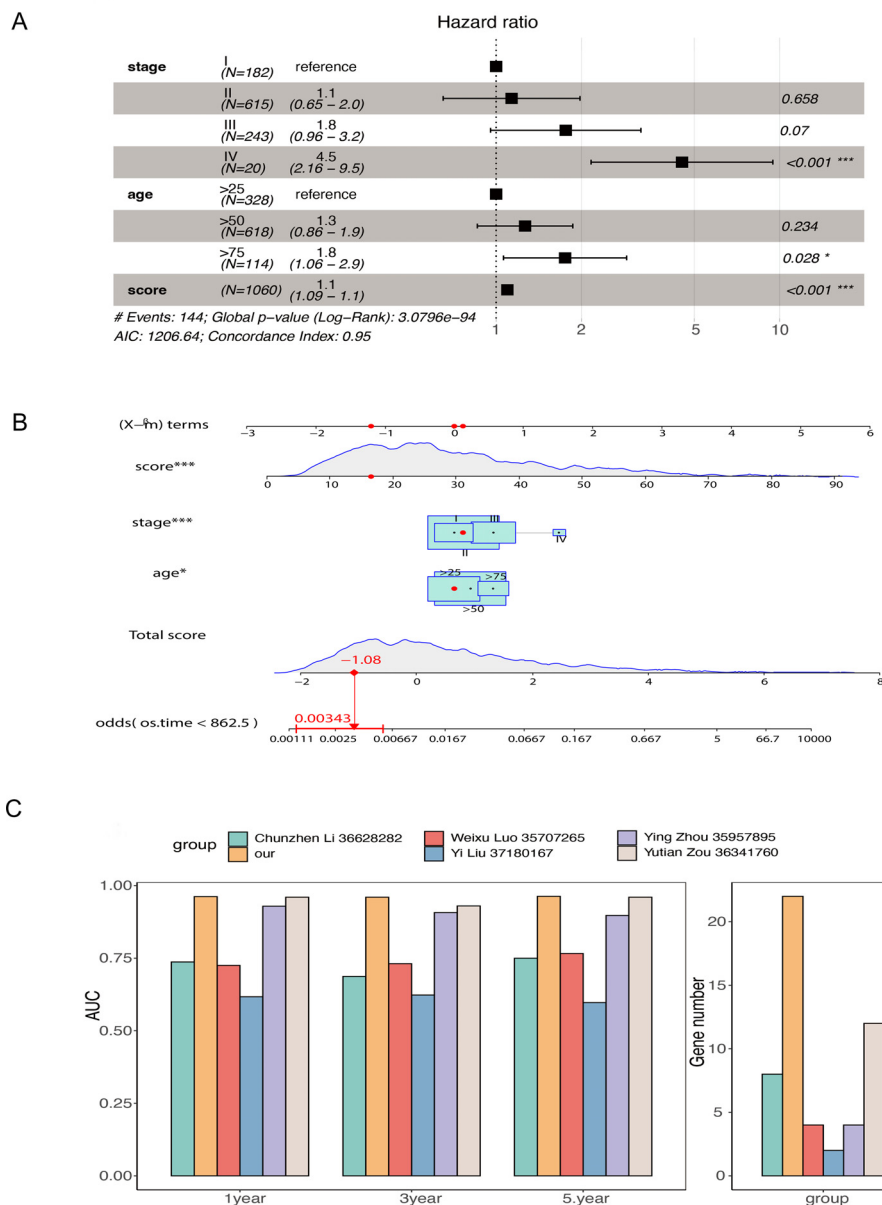 A
Hazard ratio
stage
I
(N=182)
reference
II
(N=615)
1.1
(0.65 − 2.0)
0.658
III
(N=243)
1.8
(0.96 − 3.2)
0.07
IV
(N=20)
4.5
(2.16 − 9.5)
<0.001 ***
age
>25
(N=328)
reference
>50
(N=618)
1.3
(0.86 − 1.9)
0.234
>75
(N=114)
1.8
(1.06 − 2.9)
0.028 *
score
(N=1060)
1.1
(1.09 − 1.1)
<0.001 ***
# Events: 144; Global p−value (Log−Rank): 3.0796e−94
AIC: 1206.64; Concordance Index: 0.95
1 2 5 10
B
(X−m) terms
β
−3 −2 −1 0 1 2 3 4 5 6
score***
0 10 20 30 40 50 60 70 80 90
stage***
I III
II IV
age*
>25 >75
>50
Total score
−1.08
−2 0 2 4 6 8
odds( os.time < 862.5 )
0.00343
0.00111 0.0025 0.00667 0.0167 0.0667 0.167 0.667 5 66.7 10000
C
group
Chunzhen Li 36628282
Weixu Luo 35707265
Ying Zhou 35957895
our
Yi Liu 37180167
Yutian Zou 36341760
AUC
1.00
0.75
0.50
0.25
0.00
1year 3year 5.year
Gene number
20
15
10
5
0
group